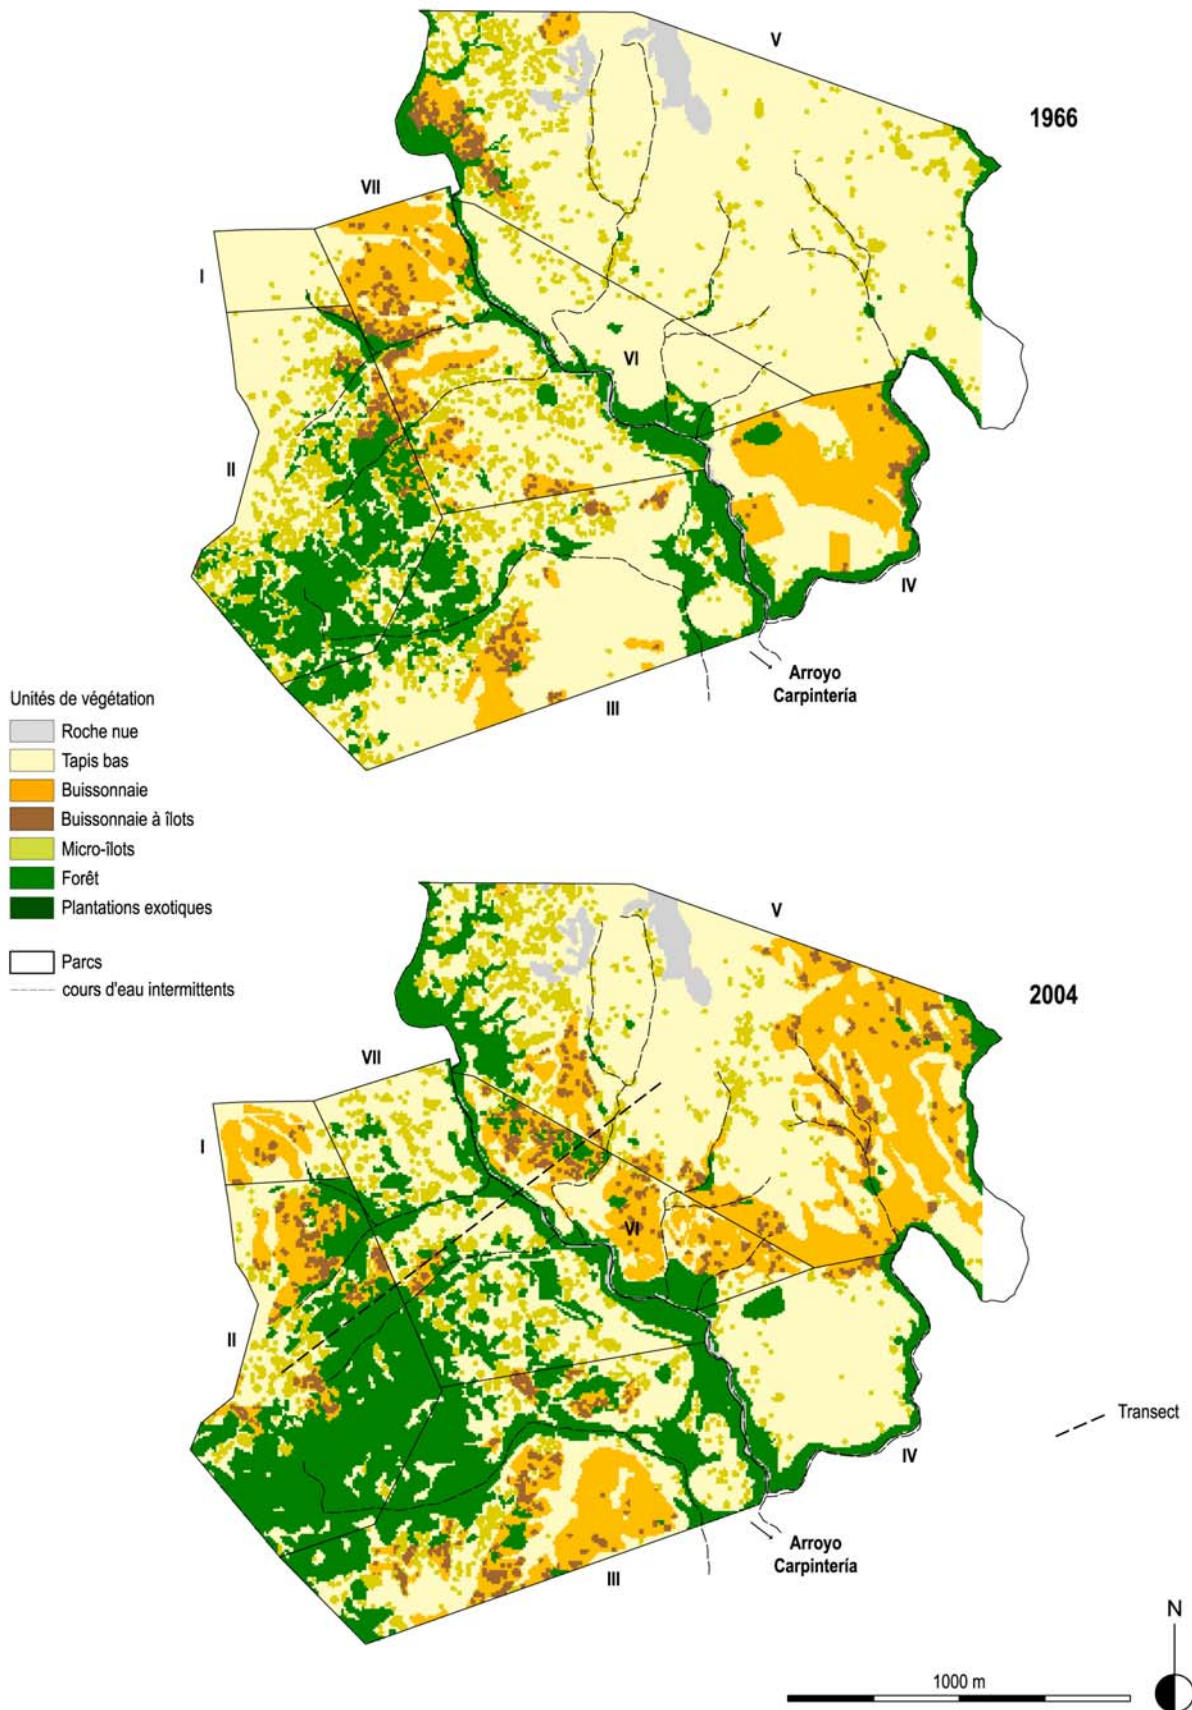 V
1966
VII
I
VI
II
IV
Arroyo
Carpintería
III
Unités de végétation
Roche nue
Tapis bas
Buissonnaie
Buissonnaie à îlots
Micro-îlots
Forêt
Plantations exotiques
Parcs
cours d'eau intermittents
V
2004
VII
I
VI
II
Transect
IV
Arroyo
Carpintería
III
N
1000 m